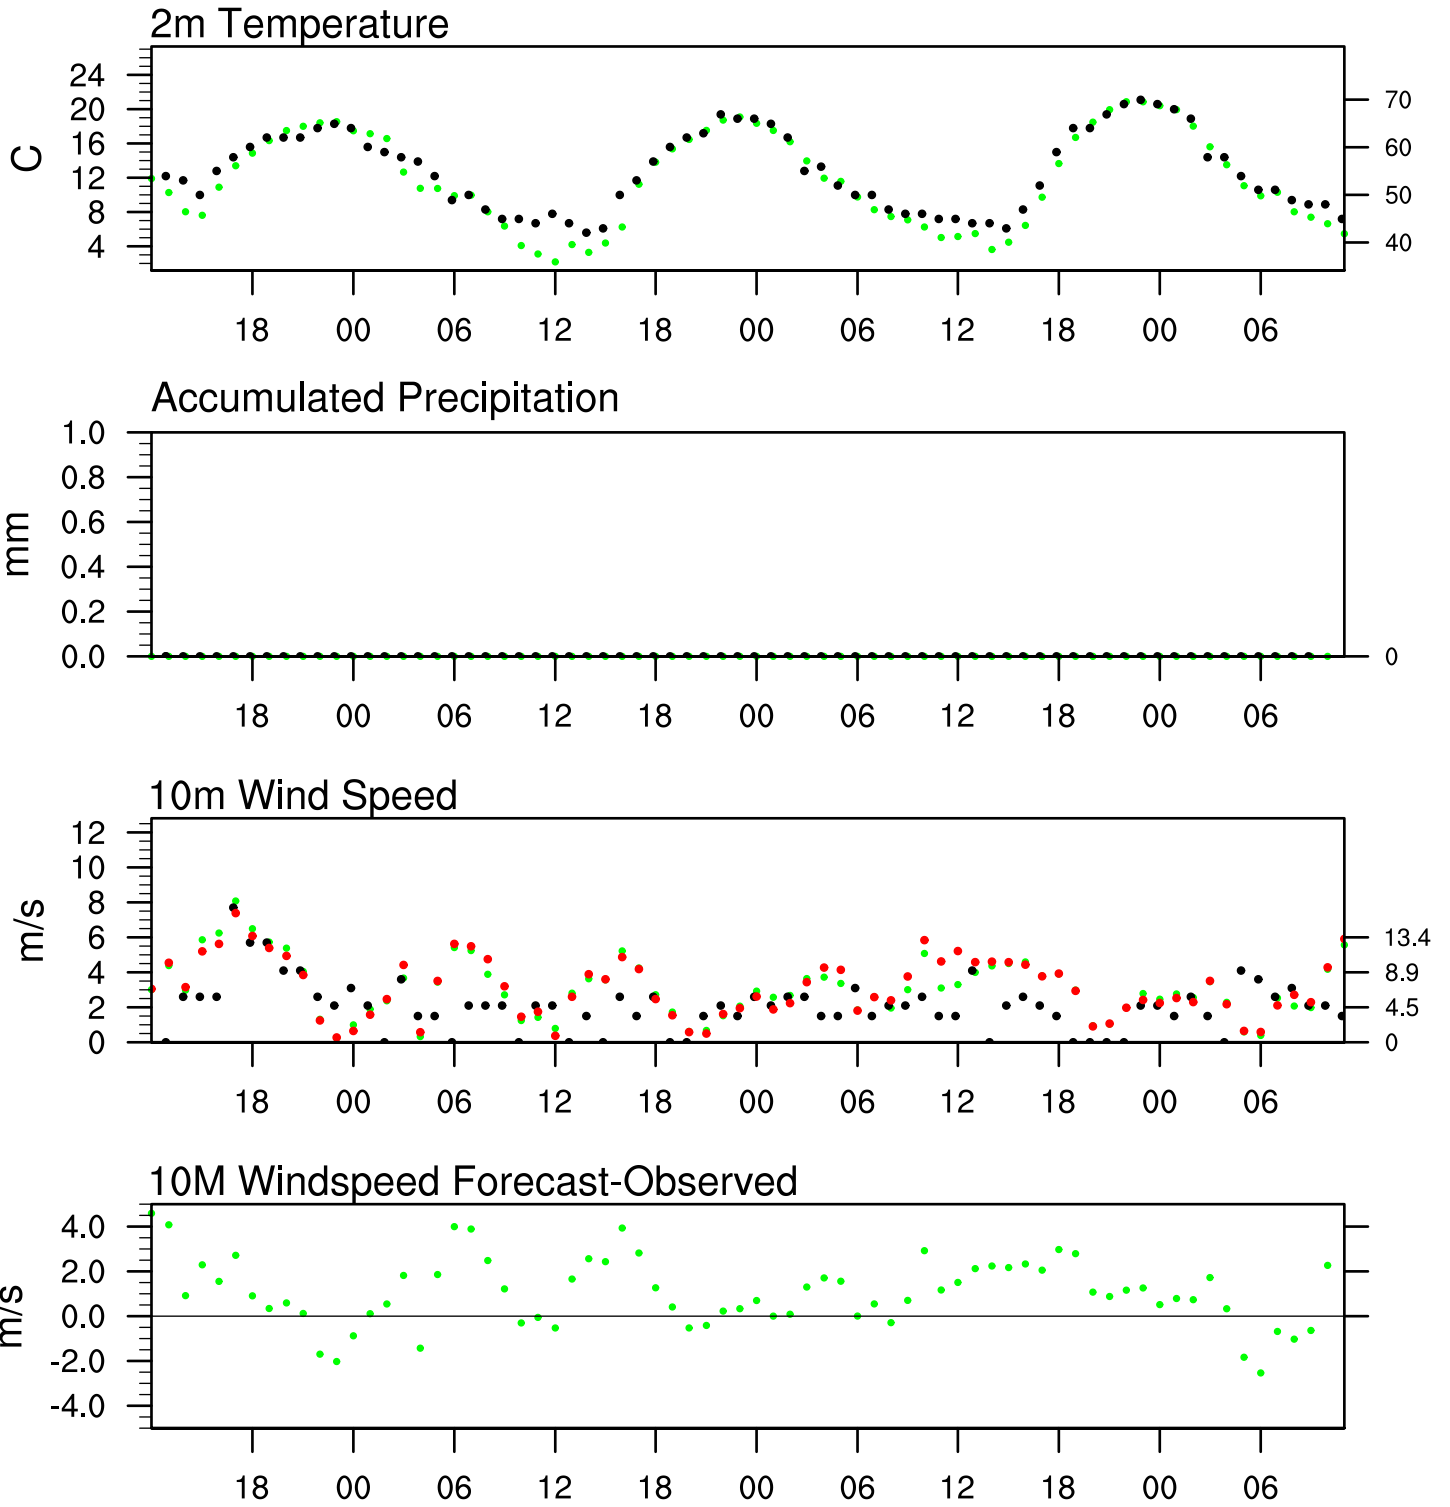 2m Temperature
24
20
16
12
8
4
C
70
60
50
40
18 00 06 12 18 00 06 12 18 00 06
Accumulated Precipitation
1.0
0.8
0.6
0.4
0.2
0.0
mm
0
18 00 06 12 18 00 06 12 18 00 06
10m Wind Speed
12
10
8
6
4
2
0
m/s
13.4
8.9
4.5
0
18 00 06 12 18 00 06 12 18 00 06
10M Windspeed Forecast-Observed
4.0
2.0
0.0
-2.0
-4.0
m/s
18 00 06 12 18 00 06 12 18 00 06